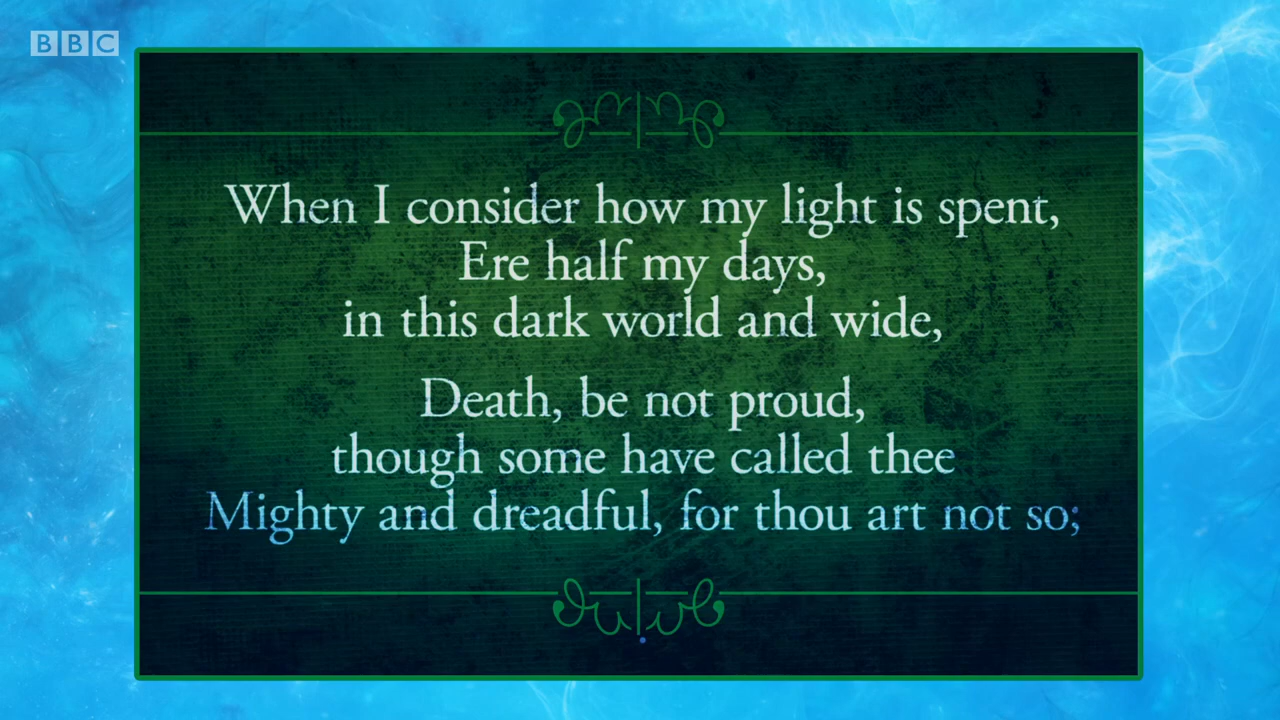 BBC
When I consider how my light is spent,
Ere half my days,
in this dark world and wide,
Death, be not proud,
though some have called thee
Mighty and dreadful, for thou art not so;